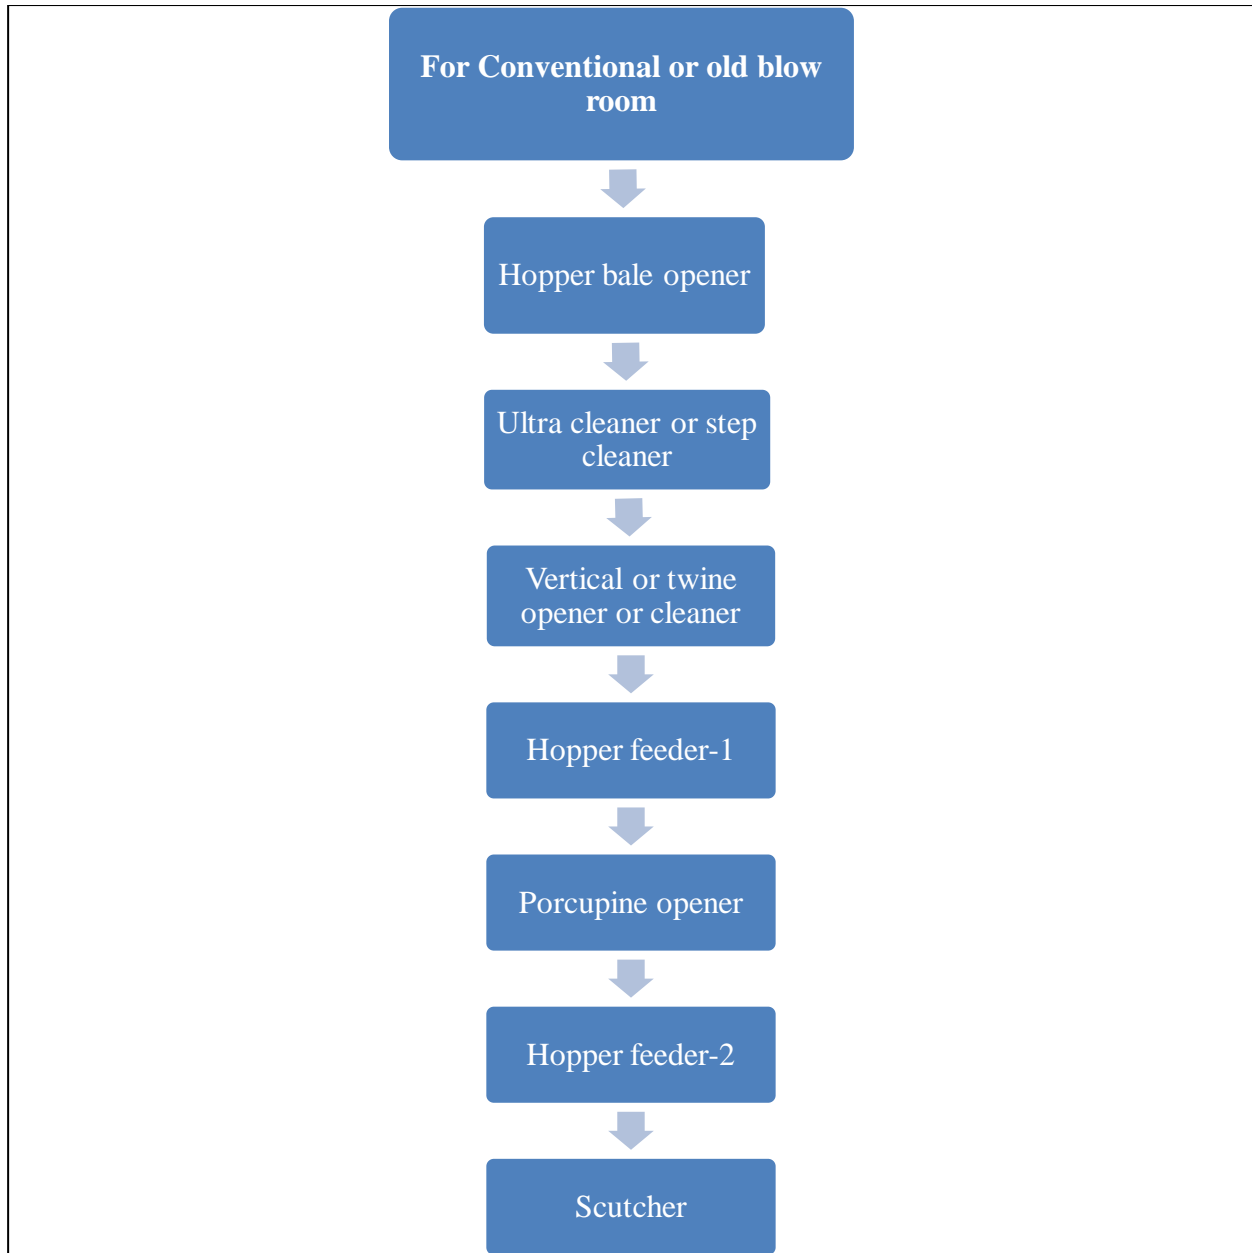 For Conventional or old blow
room
Hopper bale opener
Ultra cleaner or step
cleaner
Vertical or twine
opener or cleaner
Hopper feeder-1
Porcupine opener
Hopper feeder-2
Scutcher